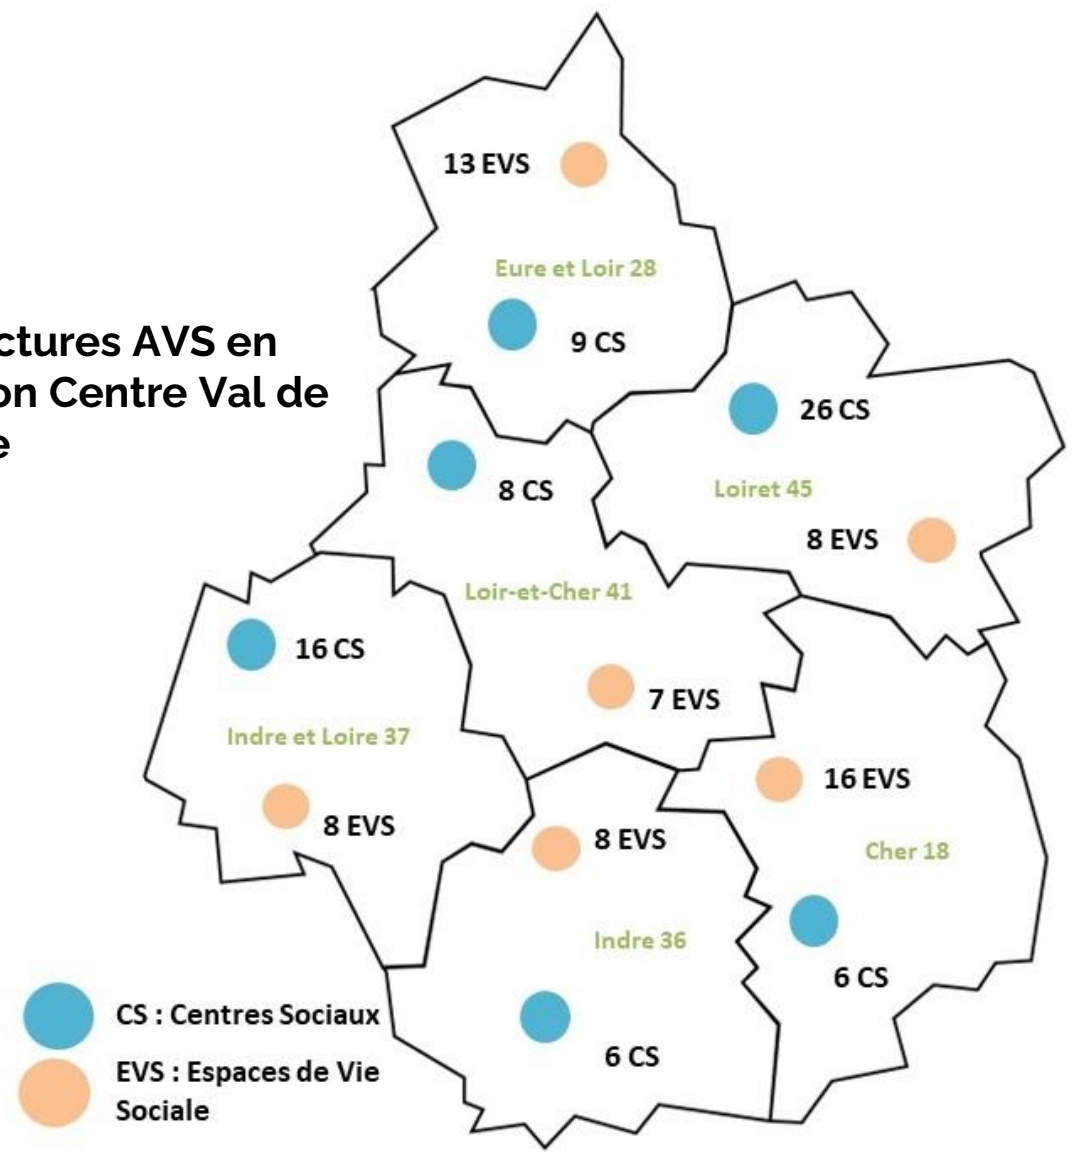 13 EVS
Eure et Loir 28
9 CS
ctures AVS en
on Centre Val de
e
26 CS
8 CS
Loiret 45
8 EVS
Loir-et-Cher 41
16 CS
7 EVS
Indre et Loire 37
16 EVS
8 EVS
8 EVS
Cher 18
Indre 36
6 CS
CS : Centres Sociaux
6 CS
EVS : Espaces de Vie
Sociale